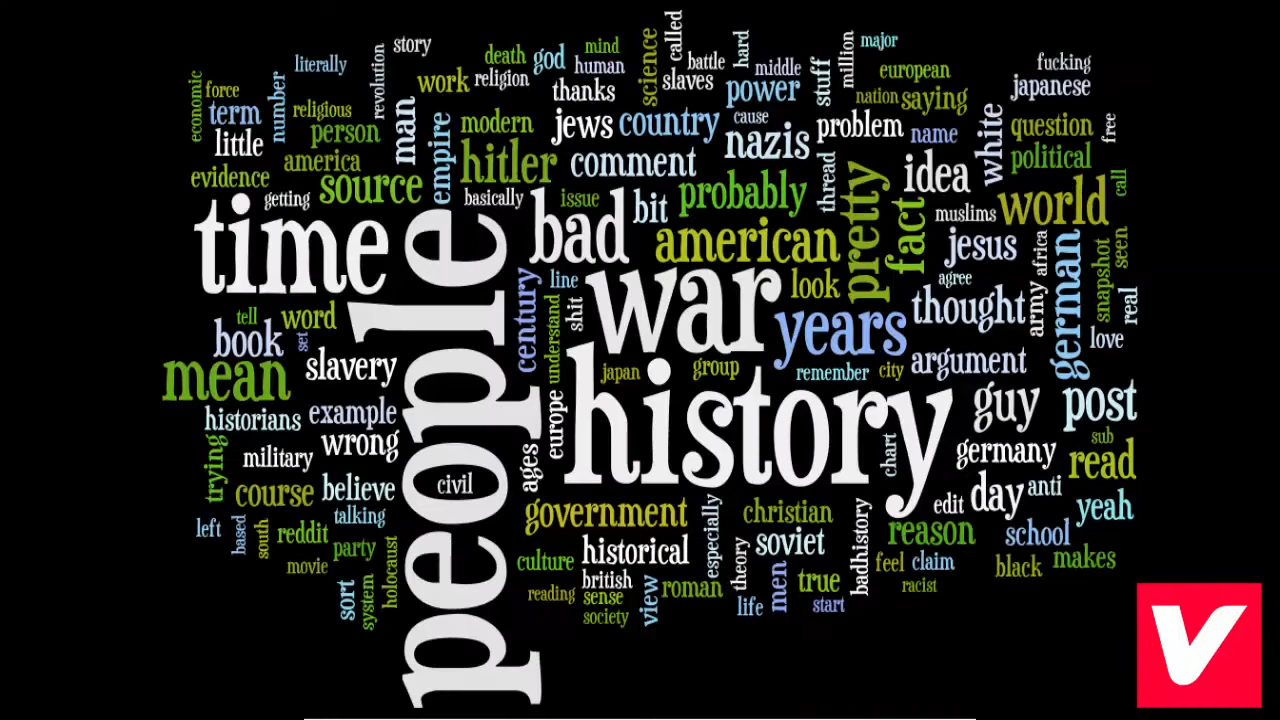 story
death
god
mind
human
science
called
battle
hard
middle
million
major
stuff
european
fucking
japanese
literally
revolution
work
religion
thanks
slaves
power
nation
saying
economic
force
term
number
religious
person
man
little
america
evidence
getting
source
empire
modern
hitler
basically
jews
country
comment
issue
cause
nazis
problem
name
white
question
political
free
call
idea
thread
pretty
fact
muslims
world
time
people
bad
bit
probably
american
look
jesus
agree
africa
army
german
snapshot
seen
real
love
tell
word
book
set
mean
slavery
century
line
understand
shit
war
years
thought
argument
japan
group
remember
city
history
guy
post
historians
example
wrong
military
trying
course
believe
civil
ages
europe
chart
germany
sub
read
day
anti
edit
yeah
left
based
south
reddit
talking
party
movie
holocaust
system
sort
government
especially
christian
badhistory
reason
school
culture
historical
theory
soviet
feel
claim
black
makes
british
reading
sense
society
view
roman
life
men
true
start
racist
V